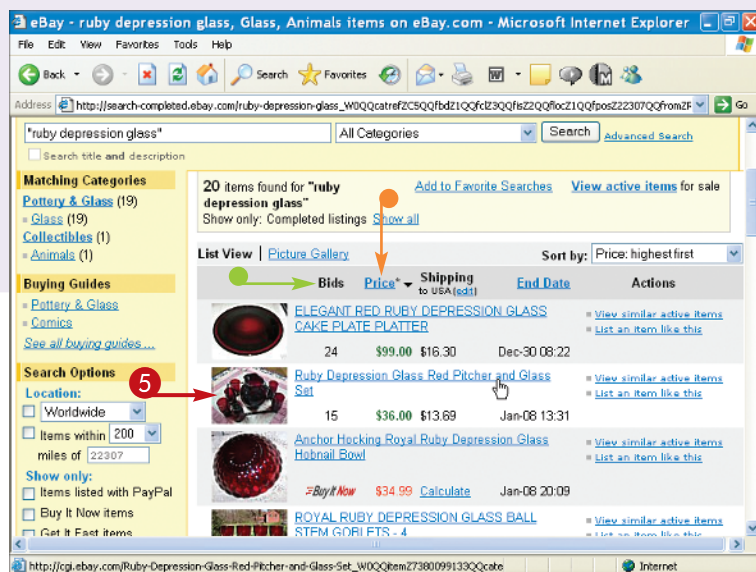 eBay - ruby depression glass, Glass, Animals items on eBay.com - Microsoft Internet Explorer
File Edit View Favorites Tools Help
Back Search Favorites
Address http://search-completed.ebay.com/ruby-depression-glass_W0QQcatrefZC5QQfbdZ1QQfclZ3QQfisZ2QQflocZ1QQfposZ22307QQfromZR Go
"ruby depression glass" All Categories Search Advanced Search
Search title and description
Matching Categories
Pottery & Glass (19)
Glass (19)
Collectibles (1)
Animals (1)
Buying Guides
Pottery & Glass
Comics
See all buying guides ...
Search Options
Location:
Worldwide
Items within 200
miles of 22307
Show only:
Items listed with PayPal
Buy It Now items
Get It Fast items
20 items found for "ruby depression glass" Add to Favorite Searches View active items for sale
Show only: Completed listings Show all
List View | Picture Gallery Sort by: Price: highest first
Bids Price* Shipping to USA [edit] End Date Actions
ELEGANT RED RUBY DEPRESSION GLASS
CAKE PLATE PLATTER
View similar active items
List an item like this
24 $99.00 $16.30 Dec-30 08:22
5
Ruby Depression Glass Red Pitcher and Glass
Set
View similar active items
List an item like this
15 $36.00 $13.69 Jan-08 13:31
Anchor Hocking Royal Ruby Depression Glass
Hobnail Bowl
View similar active items
List an item like this
Buy It Now $34.99 Calculate Jan-08 20:09
ROYAL RUBY DEPRESSION GLASS BALL
STEM GOBLETS - 4
View similar active items
List an item like this
http://cgi.ebay.com/Ruby-Depression-Glass-Red-Pitcher-and-Glass-Set_W0QQitemZ7380099133QQcate Internet